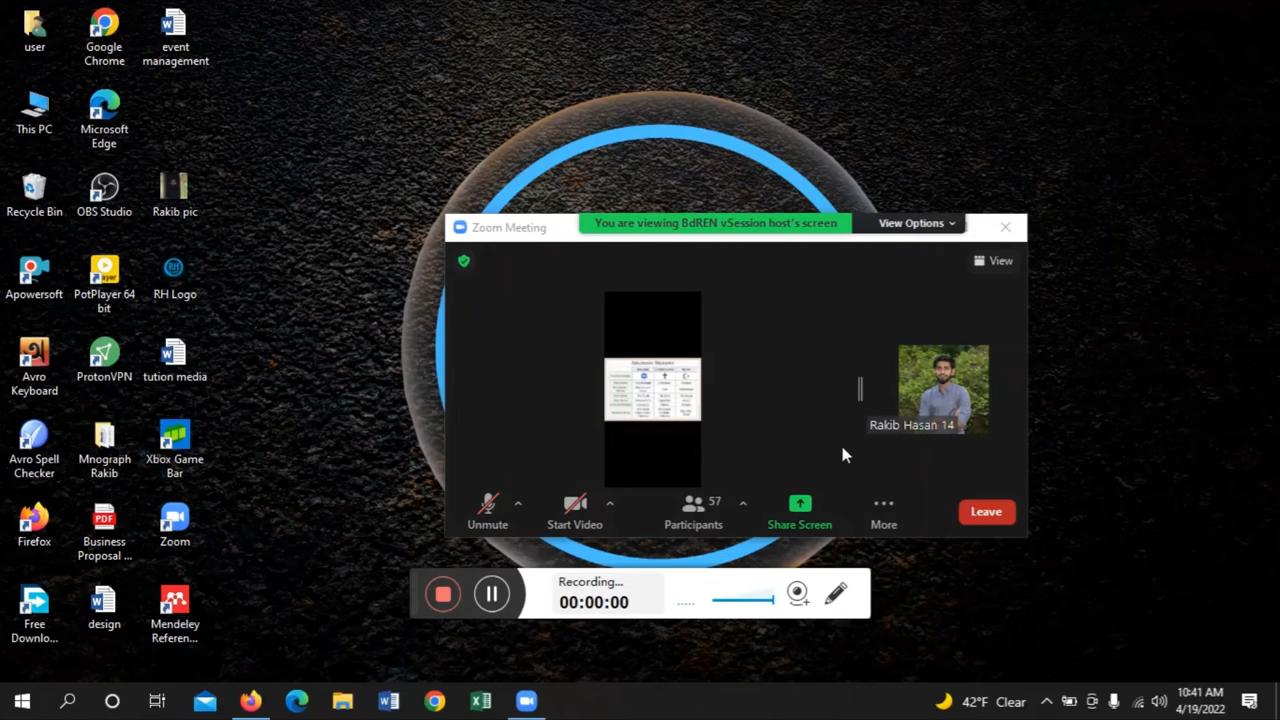 user
Google
Chrome
event
management
This PC
Microsoft
Edge
Recycle Bin
OBS Studio
Rakib pic
Apowersoft
PotPlayer 64
bit
RH Logo
Avro
Keyboard
ProtonVPN
tution media
Avro Spell
Checker
Mnograph
Rakib
Xbox Game
Bar
Firefox
Business
Proposal ...
Zoom
Free
Downlo...
design
Mendeley
Referen...
Zoom Meeting
You are viewing BdREN vSession host's screen
View Options
View
Rakib Hasan 14
Unmute
Start Video
57
Participants
Share Screen
More
Leave
Recording...
00:00:00
42°F Clear
10:41 AM
4/19/2022